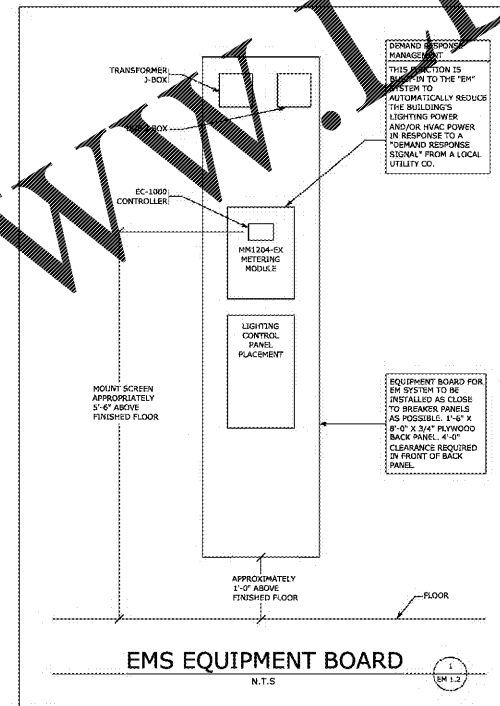 DEMAND RESPONSE
MANAGEMENT
THIS FUNCTION IS
BUILT-IN TO THE "EM"
SYSTEM TO
AUTOMATICALLY REDUCE
THE BUILDING'S
LIGHTING POWER
AND/OR HVAC POWER
IN RESPONSE TO A
"DEMAND RESPONSE
SIGNAL" FROM A LOCAL
UTILITY CO.
TRANSFORMER
J-BOX
BOX
EC-1000
CONTROLLER
MM1204-EX
METERING
MODULE
LIGHTING
CONTROL
PANEL
PLACEMENT
MOUNT SCREEN
APPROPRIATELY
5'-6" ABOVE
FINISHED FLOOR
EQUIPMENT BOARD FOR
EM SYSTEM TO BE
INSTALLED AS CLOSE
TO BREAKER PANELS
AS POSSIBLE. 1'-6" X
8'-0" X 3/4" PLYWOOD
BACK PANEL. 4'-0"
CLEARANCE REQUIRED
IN FRONT OF BACK
PANEL.
APPROXIMATELY
1'-0" ABOVE
FINISHED FLOOR
FLOOR
EMS EQUIPMENT BOARD
N.T.S
1
EM 1.2
WW.LI